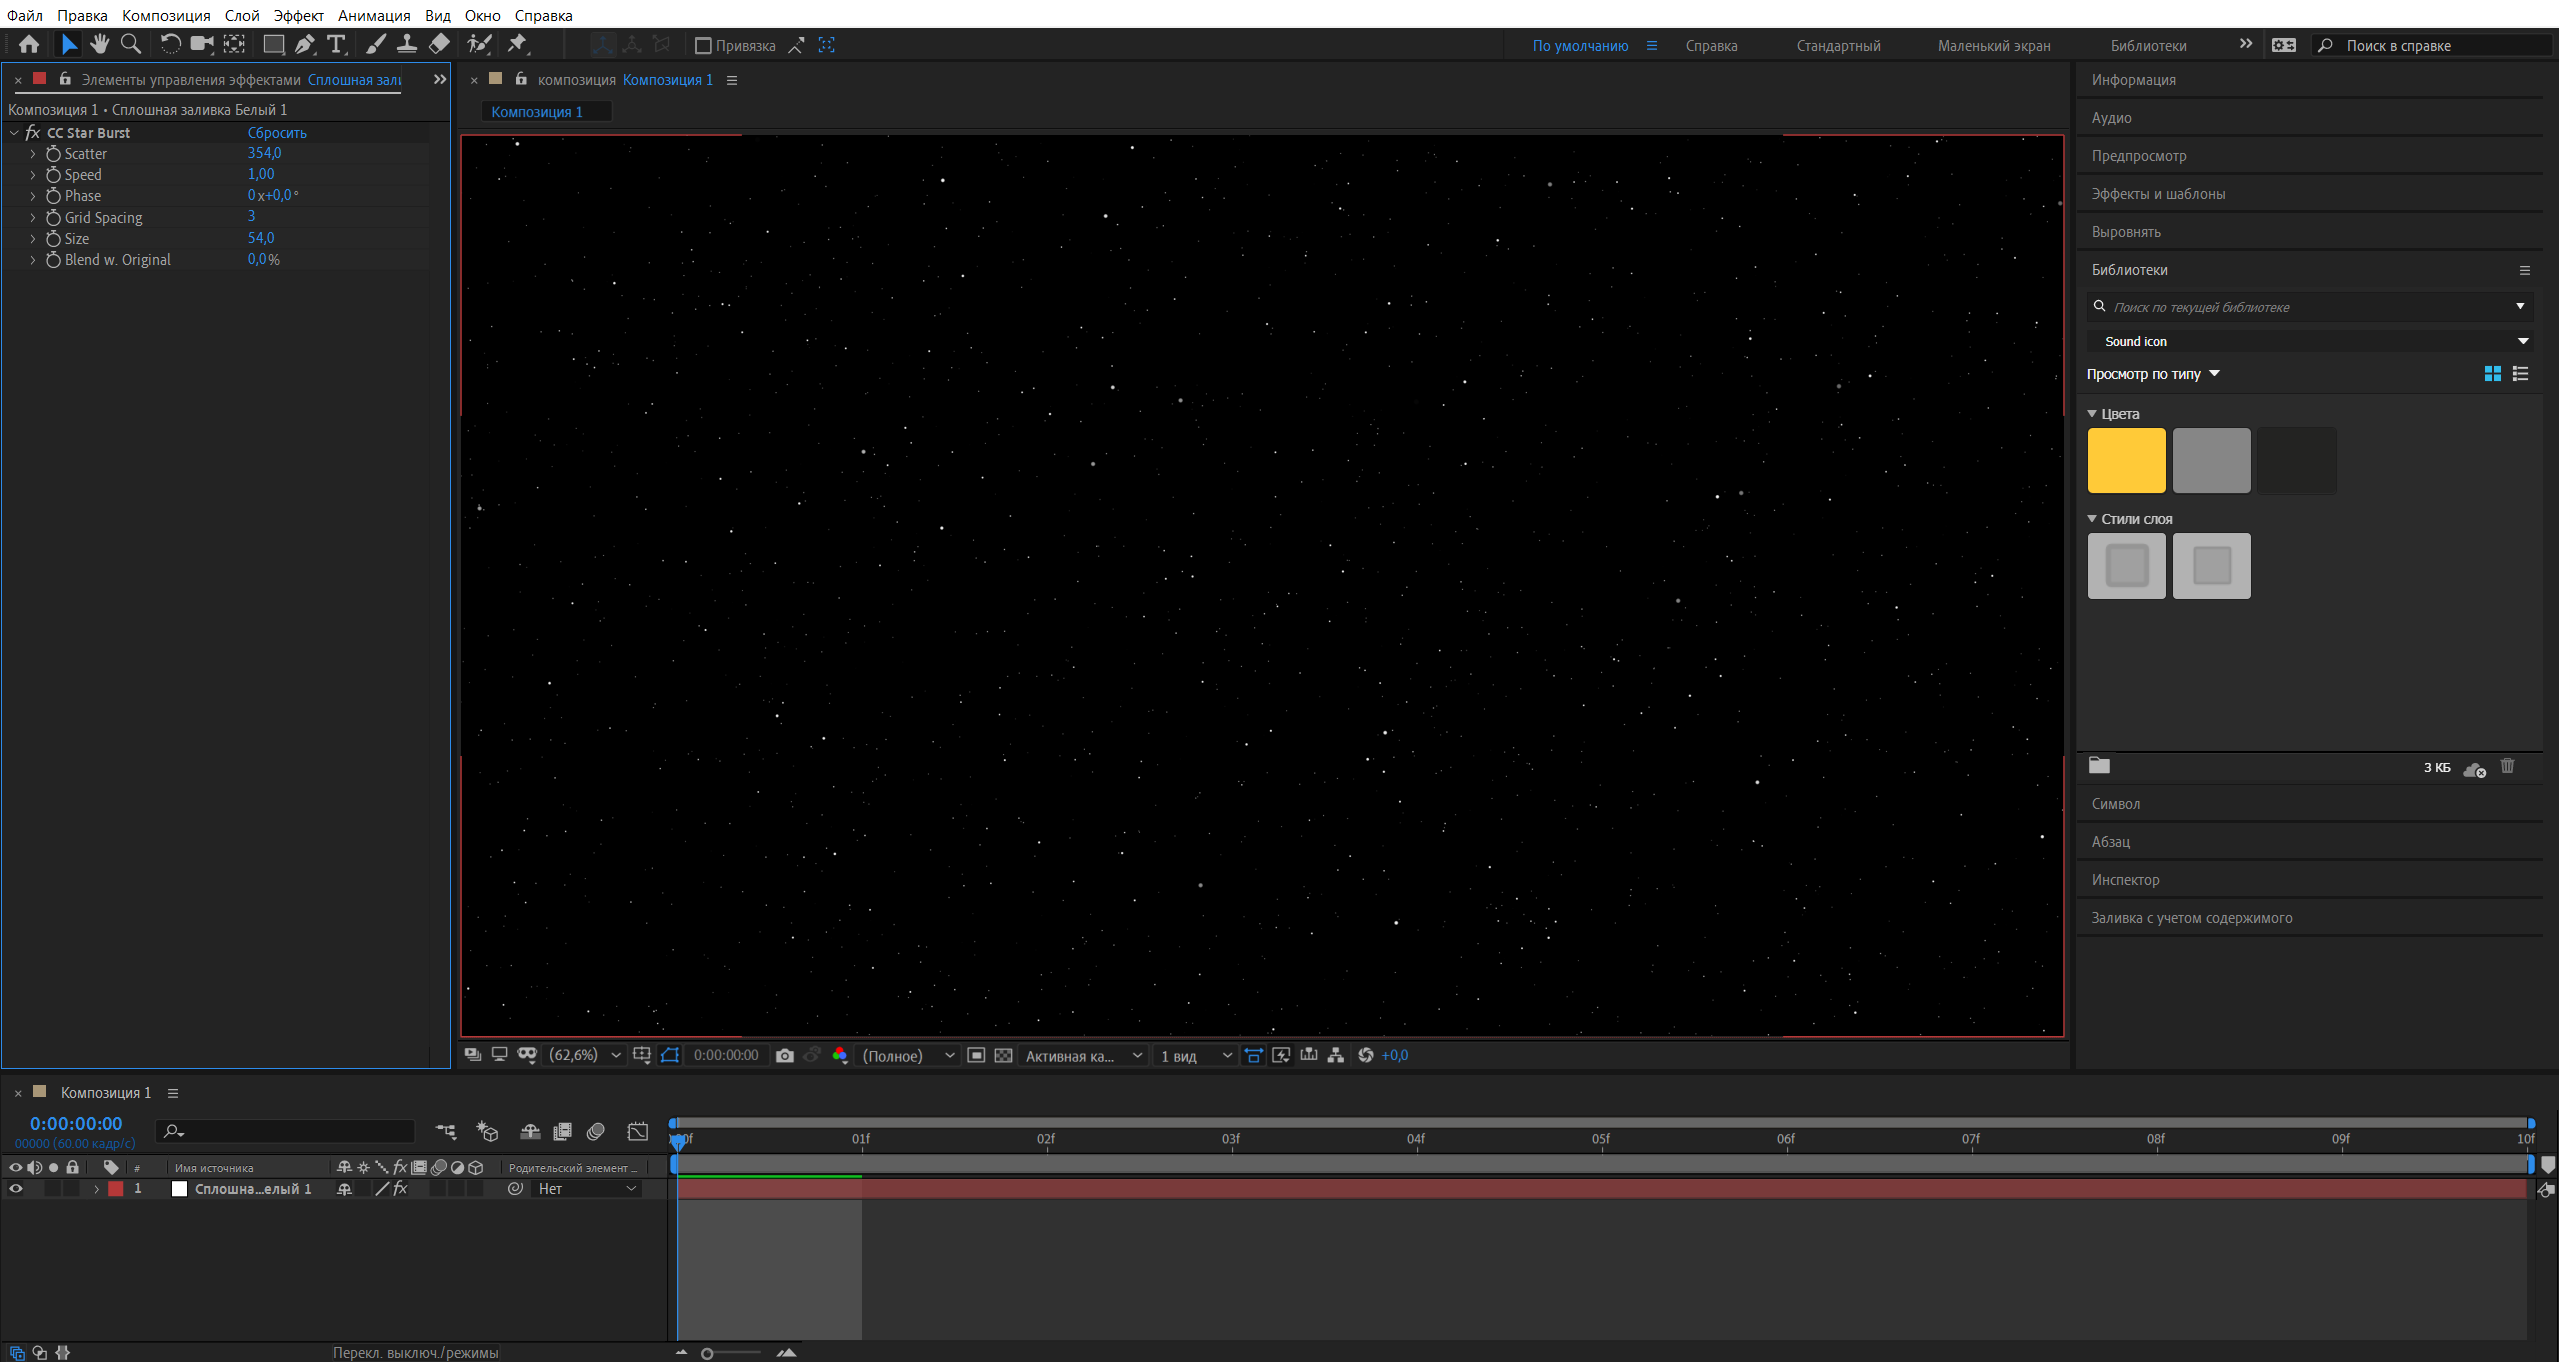 Файл Правка Композиция Слой Эффект Анимация Вид Окно Справка
Привязка По умолчанию Справка Стандартный Маленький экран Библиотеки Поиск в справке
Элементы управления эффектами Сплошная зали
Композиция 1 • Сплошная заливка Белый 1
fx CC Star Burst Сбросить
Scatter 354,0
Speed 1,00
Phase 0 x+0,0°
Grid Spacing 3
Size 54,0
Blend w. Original 0,0%
композиция Композиция 1
Композиция 1
(62,6%) 0:00:00:00 (Полное) Активная ка... 1 вид +0,0
Информация
Аудио
Предпросмотр
Эффекты и шаблоны
Выровнять
Библиотеки
Поиск по текущей библиотеке
Sound icon
Просмотр по типу
Цвета
Стили слоя
3 КБ
Символ
Абзац
Инспектор
Заливка с учетом содержимого
Композиция 1
0:00:00:00
00000 (60.00 кадр/с)
01f 02f 03f 04f 05f 06f 07f 08f 09f 10f
# Имя источника fx Родительский элемент ...
1 Сплошна...елый 1 fx Нет
Перекл. выключ./режимы